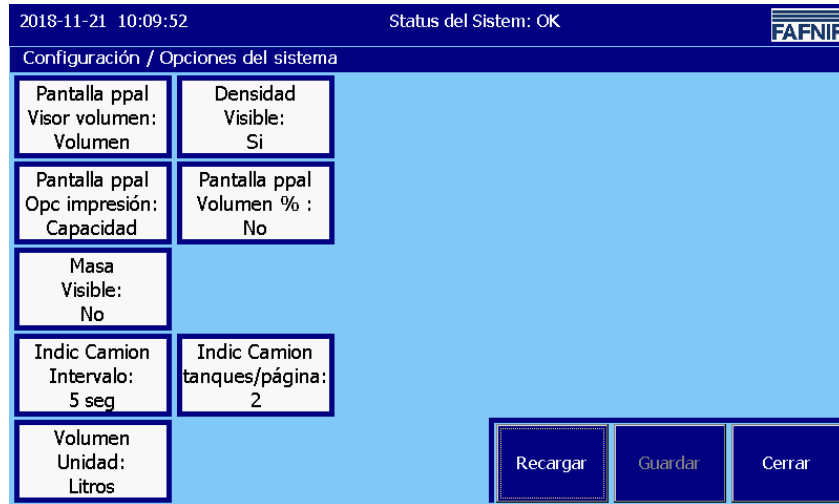 2018-11-21 10:09:52 Status del Sistem: OK
FAFNIR
Configuración / Opciones del sistema
Pantalla ppal
Visor volumen:
Volumen
Densidad
Visible:
Si
Pantalla ppal
Opc impresión:
Capacidad
Pantalla ppal
Volumen % :
No
Masa
Visible:
No
Indic Camion
Intervalo:
5 seg
Indic Camion
tanques/página:
2
Volumen
Unidad:
Litros
Recargar
Guardar
Cerrar